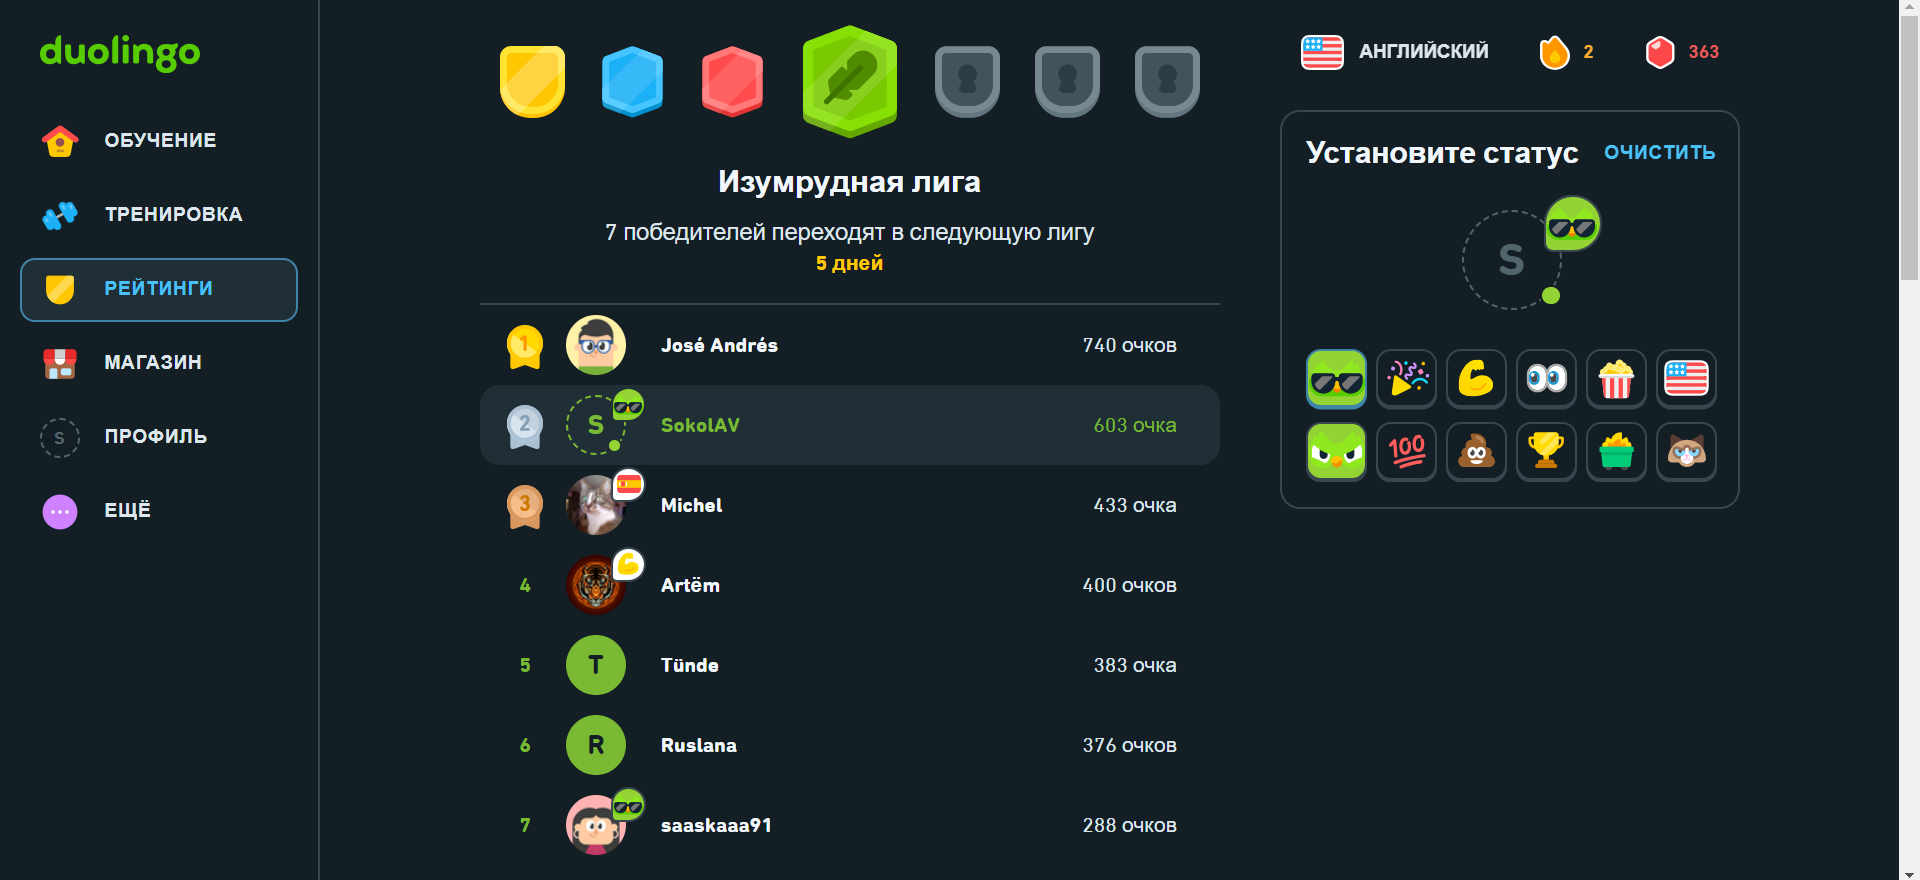 duolingo
ОБУЧЕНИЕ
ТРЕНИРОВКА
РЕЙТИНГИ
МАГАЗИН
S ПРОФИЛЬ
ЕЩЁ
Изумрудная лига
7 победителей переходят в следующую лигу
5 дней
1 José Andrés 740 очков
2 S SokolAV 603 очка
3 Michel 433 очка
4 Artëm 400 очков
5 T Tünde 383 очка
6 R Ruslana 376 очков
7 saaskaaa91 288 очков
АНГЛИЙСКИЙ 2 363
Установите статус ОЧИСТИТЬ
S
100